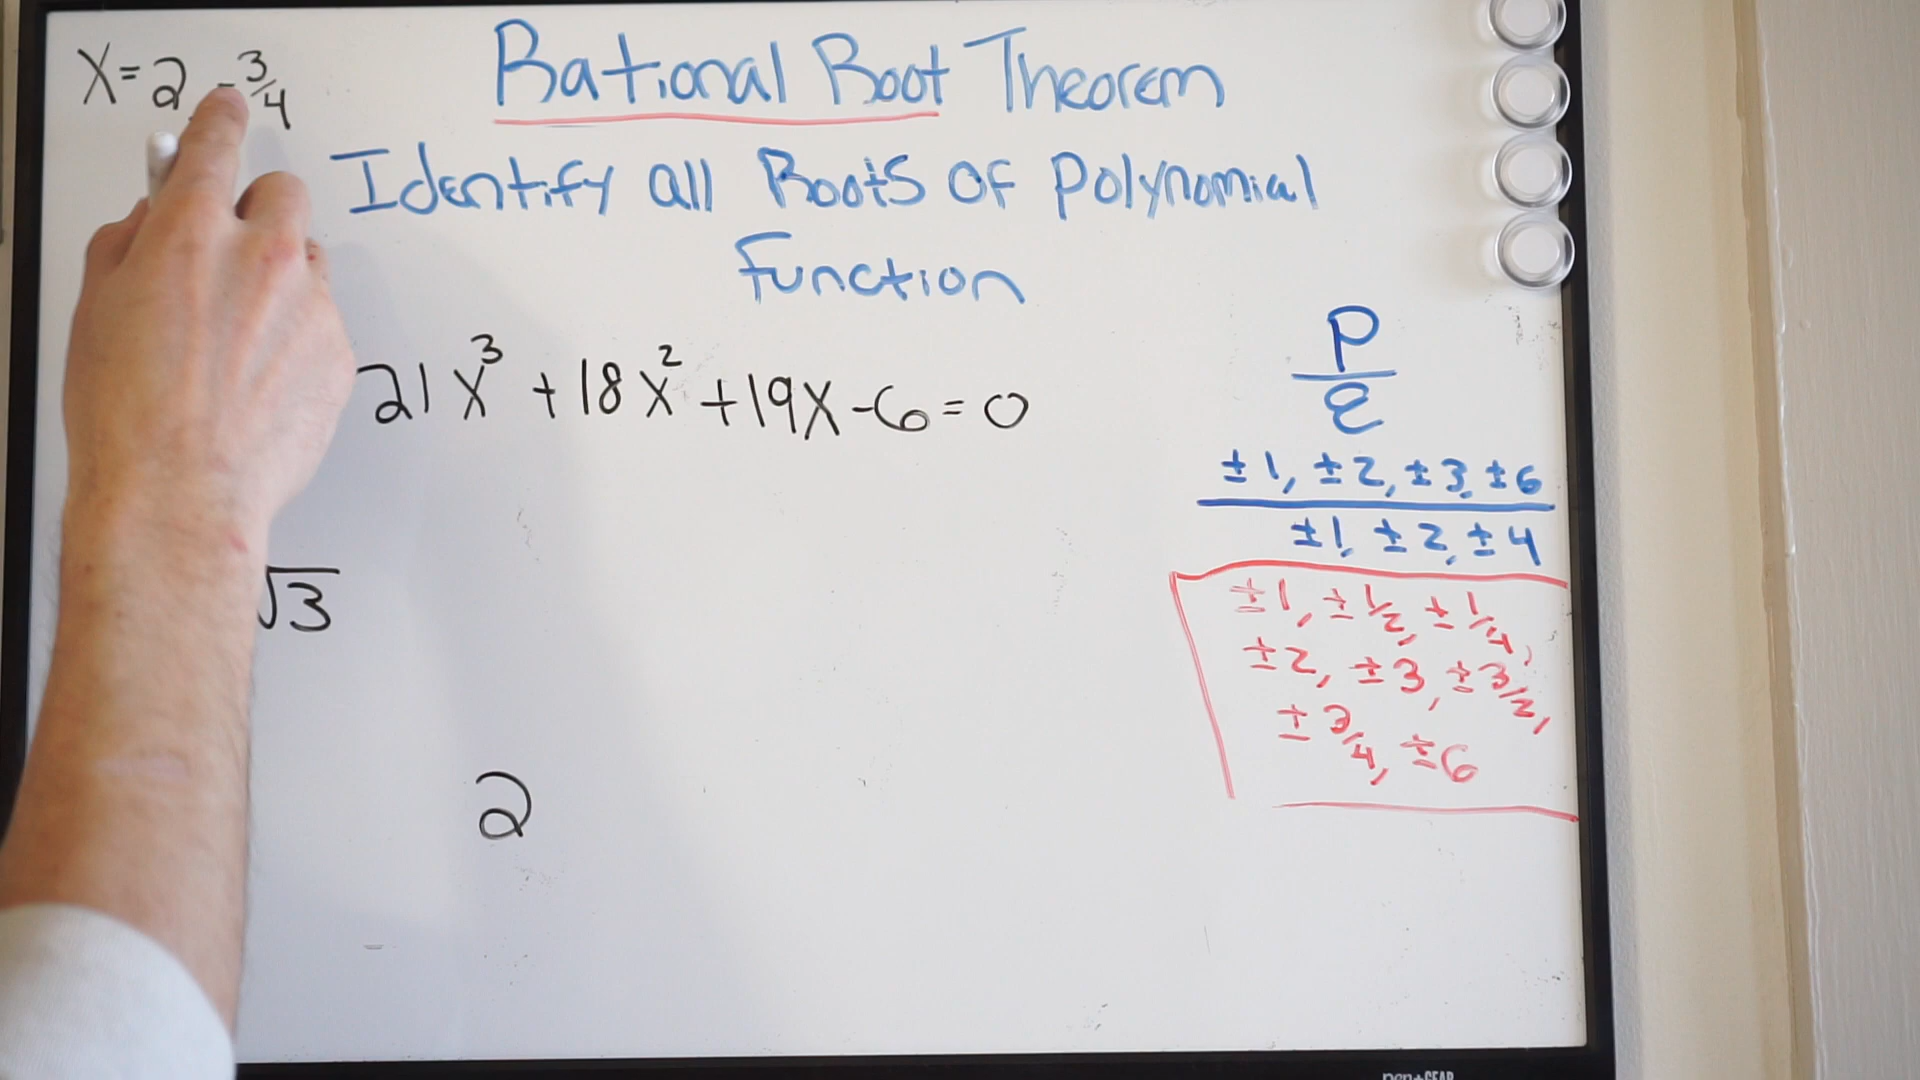 X=2, -3/4
Rational Root Theorem
Identify all Roots of Polynomial
Function
21x³ + 18x² + 19x - 6 = 0
P
Q
±1, ±2, ±3, ±6
±1, ±2, ±4
±1, ±1/2, ±1/4,
±2, ±3, ±3/2,
±3/4, ±6
√3
2